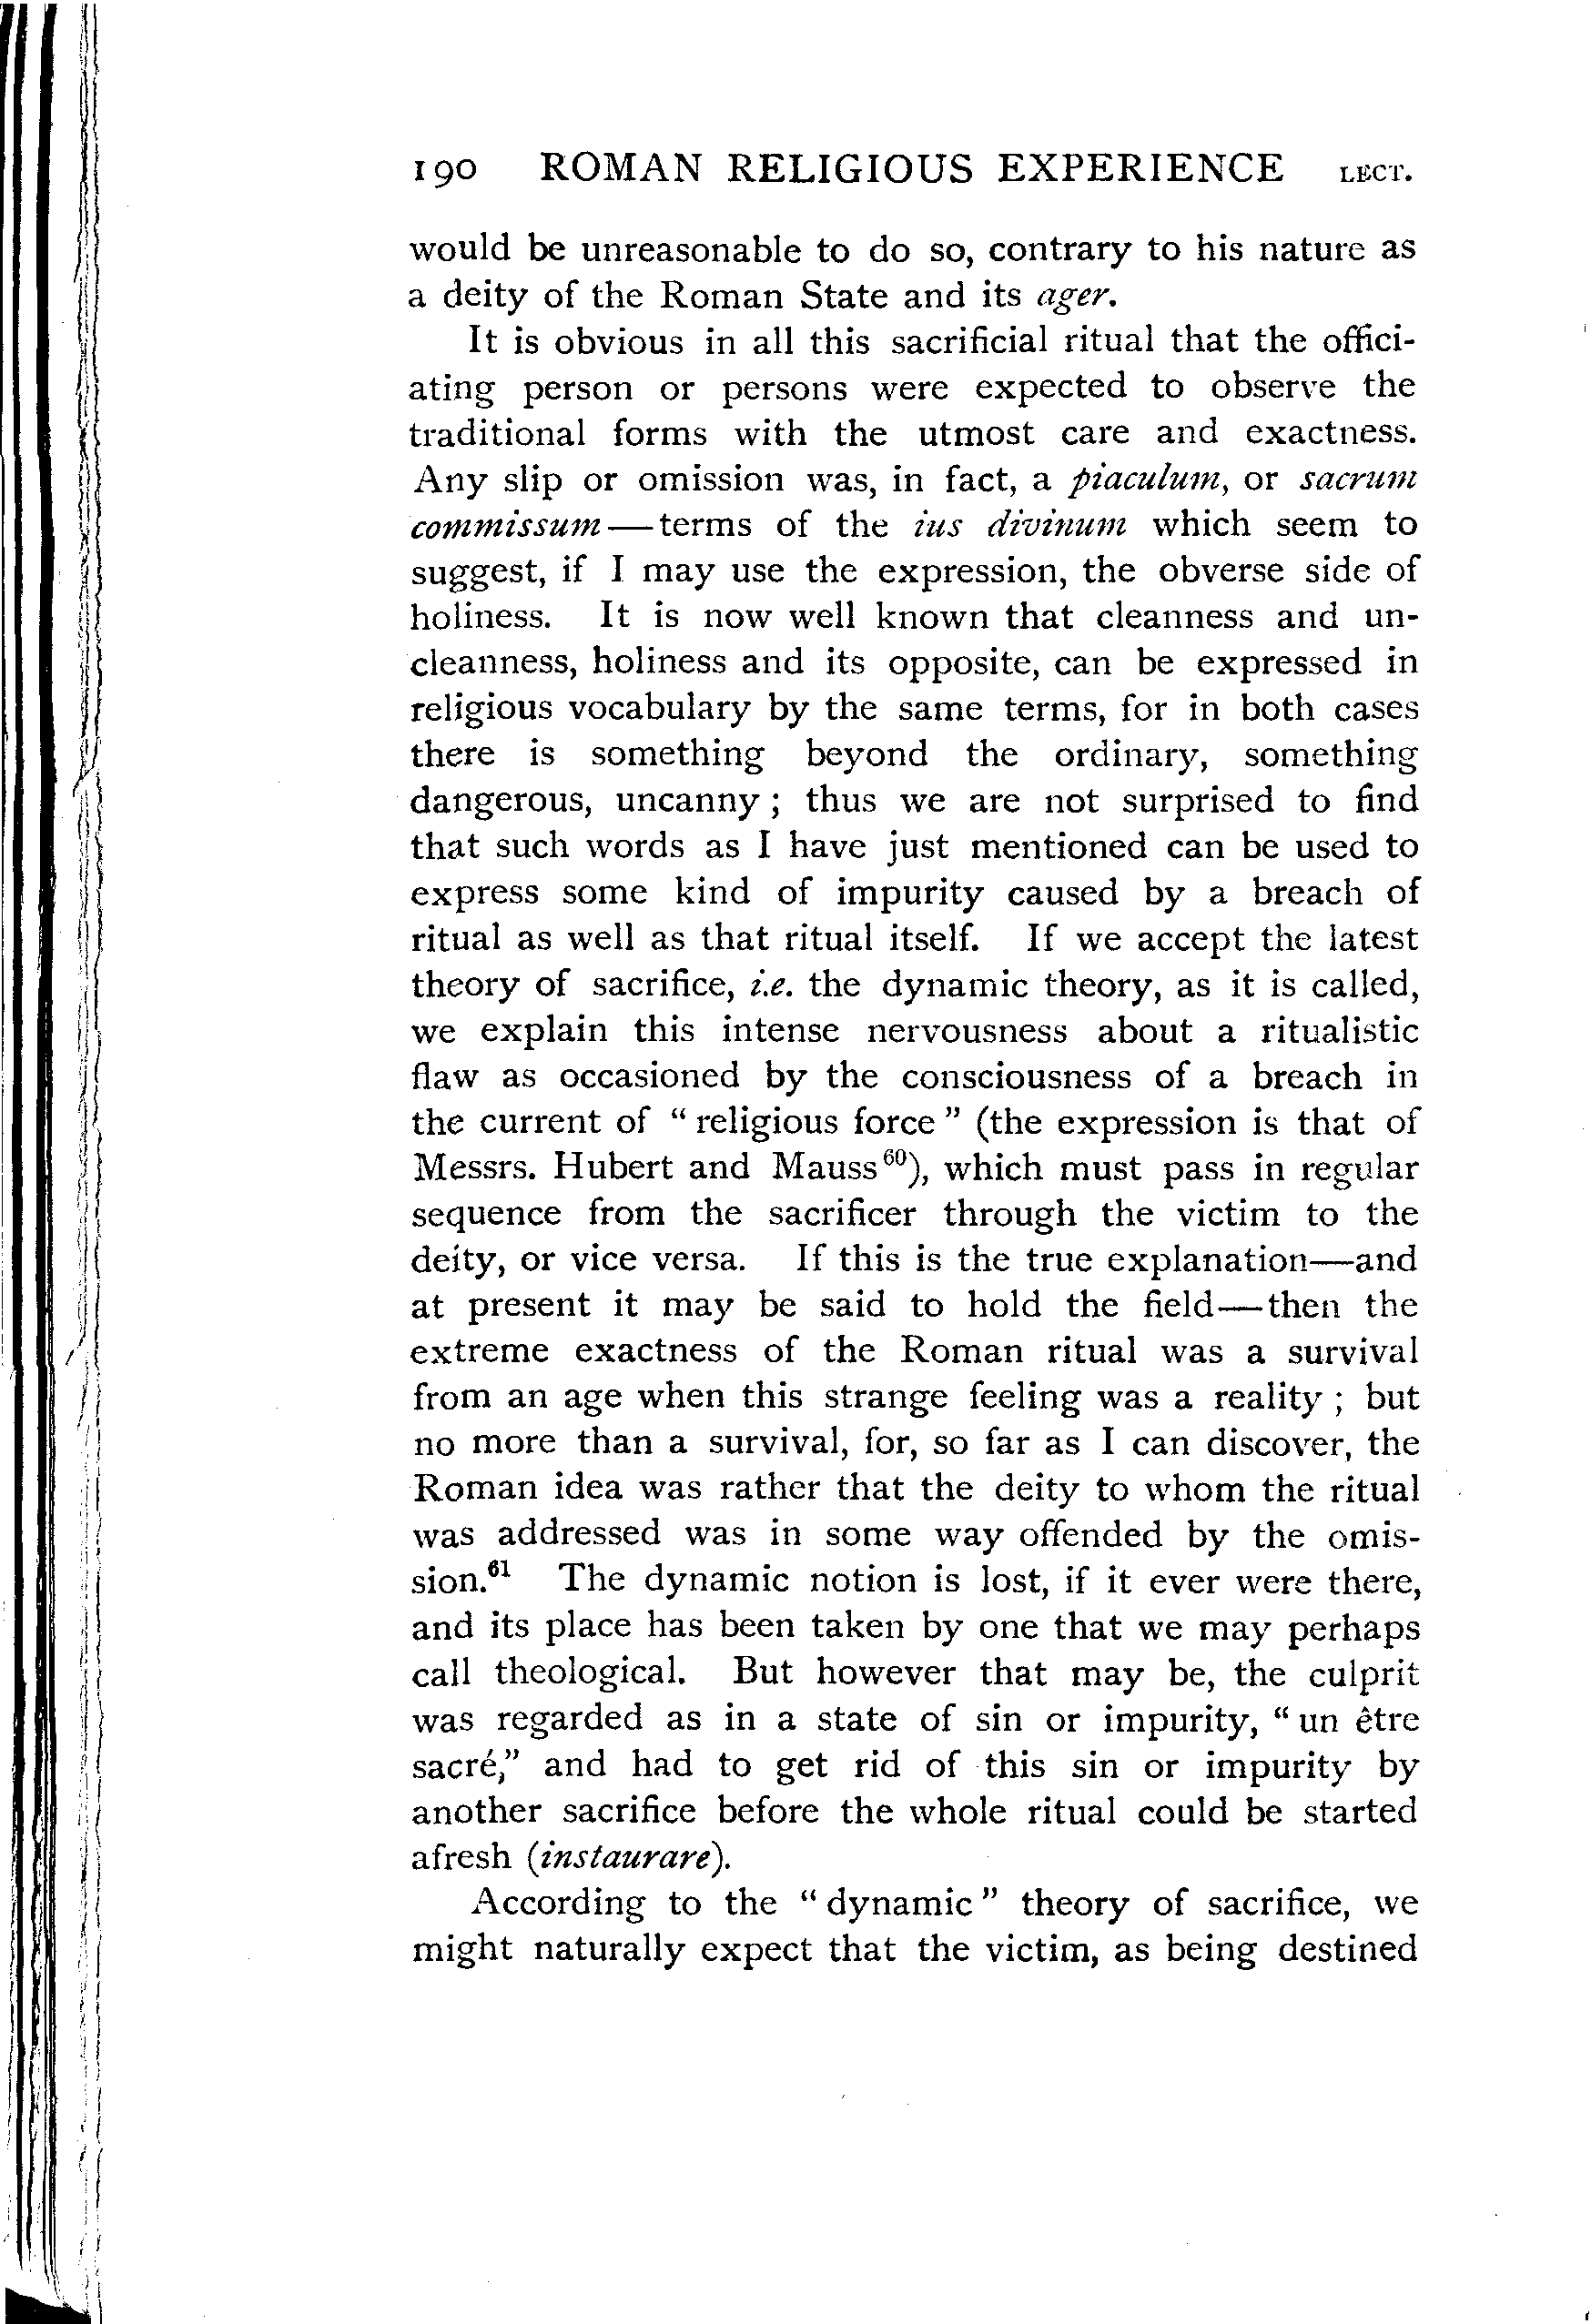 190 ROMAN RELIGIOUS EXPERIENCE LECT.
would be unreasonable to do so, contrary to his nature as
a deity of the Roman State and its ager.
It is obvious in all this sacrificial ritual that the offici-
ating person or persons were expected to observe the
traditional forms with the utmost care and exactness.
Any slip or omission was, in fact, a piaculum, or sacrum
commissum—terms of the ius divinum which seem to
suggest, if I may use the expression, the obverse side of
holiness. It is now well known that cleanness and un-
cleanness, holiness and its opposite, can be expressed in
religious vocabulary by the same terms, for in both cases
there is something beyond the ordinary, something
dangerous, uncanny; thus we are not surprised to find
that such words as I have just mentioned can be used to
express some kind of impurity caused by a breach of
ritual as well as that ritual itself. If we accept the latest
theory of sacrifice, i.e. the dynamic theory, as it is called,
we explain this intense nervousness about a ritualistic
flaw as occasioned by the consciousness of a breach in
the current of "religious force" (the expression is that of
Messrs. Hubert and Mauss⁶⁰), which must pass in regular
sequence from the sacrificer through the victim to the
deity, or vice versa. If this is the true explanation—and
at present it may be said to hold the field—then the
extreme exactness of the Roman ritual was a survival
from an age when this strange feeling was a reality; but
no more than a survival, for, so far as I can discover, the
Roman idea was rather that the deity to whom the ritual
was addressed was in some way offended by the omis-
sion.⁶¹ The dynamic notion is lost, if it ever were there,
and its place has been taken by one that we may perhaps
call theological. But however that may be, the culprit
was regarded as in a state of sin or impurity, "un être
sacré," and had to get rid of this sin or impurity by
another sacrifice before the whole ritual could be started
afresh (instaurare).
According to the "dynamic" theory of sacrifice, we
might naturally expect that the victim, as being destined